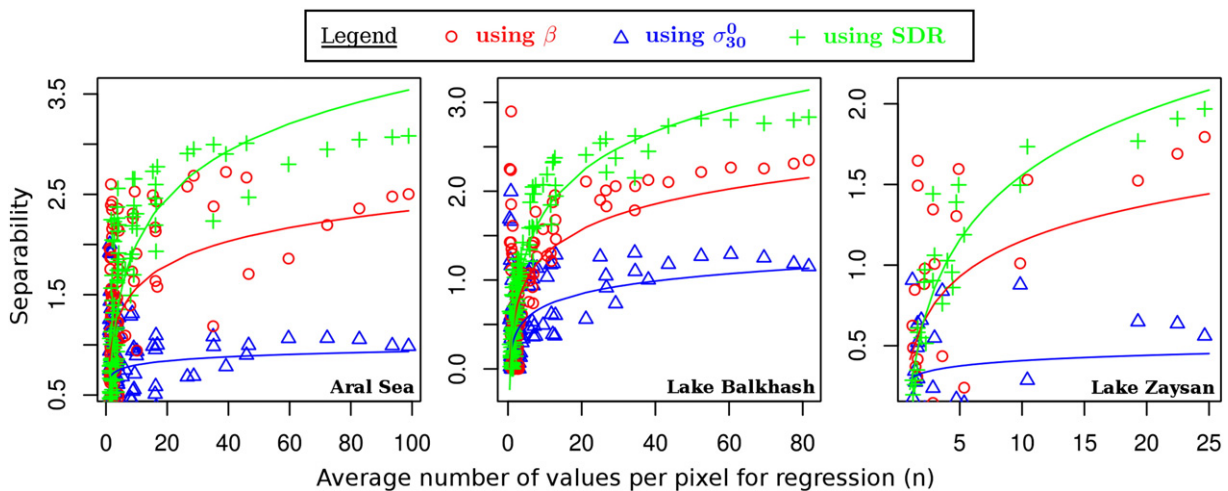 Legend using β using σ⁰₃₀ using SDR
Separability
0.5 1.5 2.5 3.5
0 20 40 60 80 100
Aral Sea
0.0 1.0 2.0 3.0
0 20 40 60 80
Lake Balkhash
0.5 1.0 1.5 2.0
5 10 15 20 25
Lake Zaysan
Average number of values per pixel for regression (n)